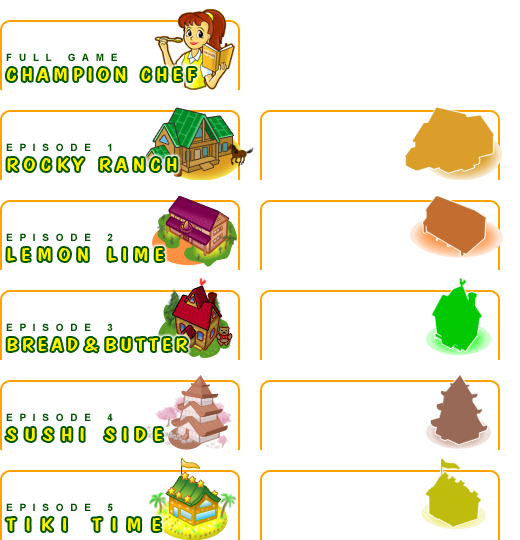 FULL GAME
CHAMPION CHEF
EPISODE 1
ROCKY RANCH
EPISODE 2
LEMON LIME
EPISODE 3
BREAD&BUTTER
EPISODE 4
SUSHI SIDE
EPISODE 5
TIKI TIME